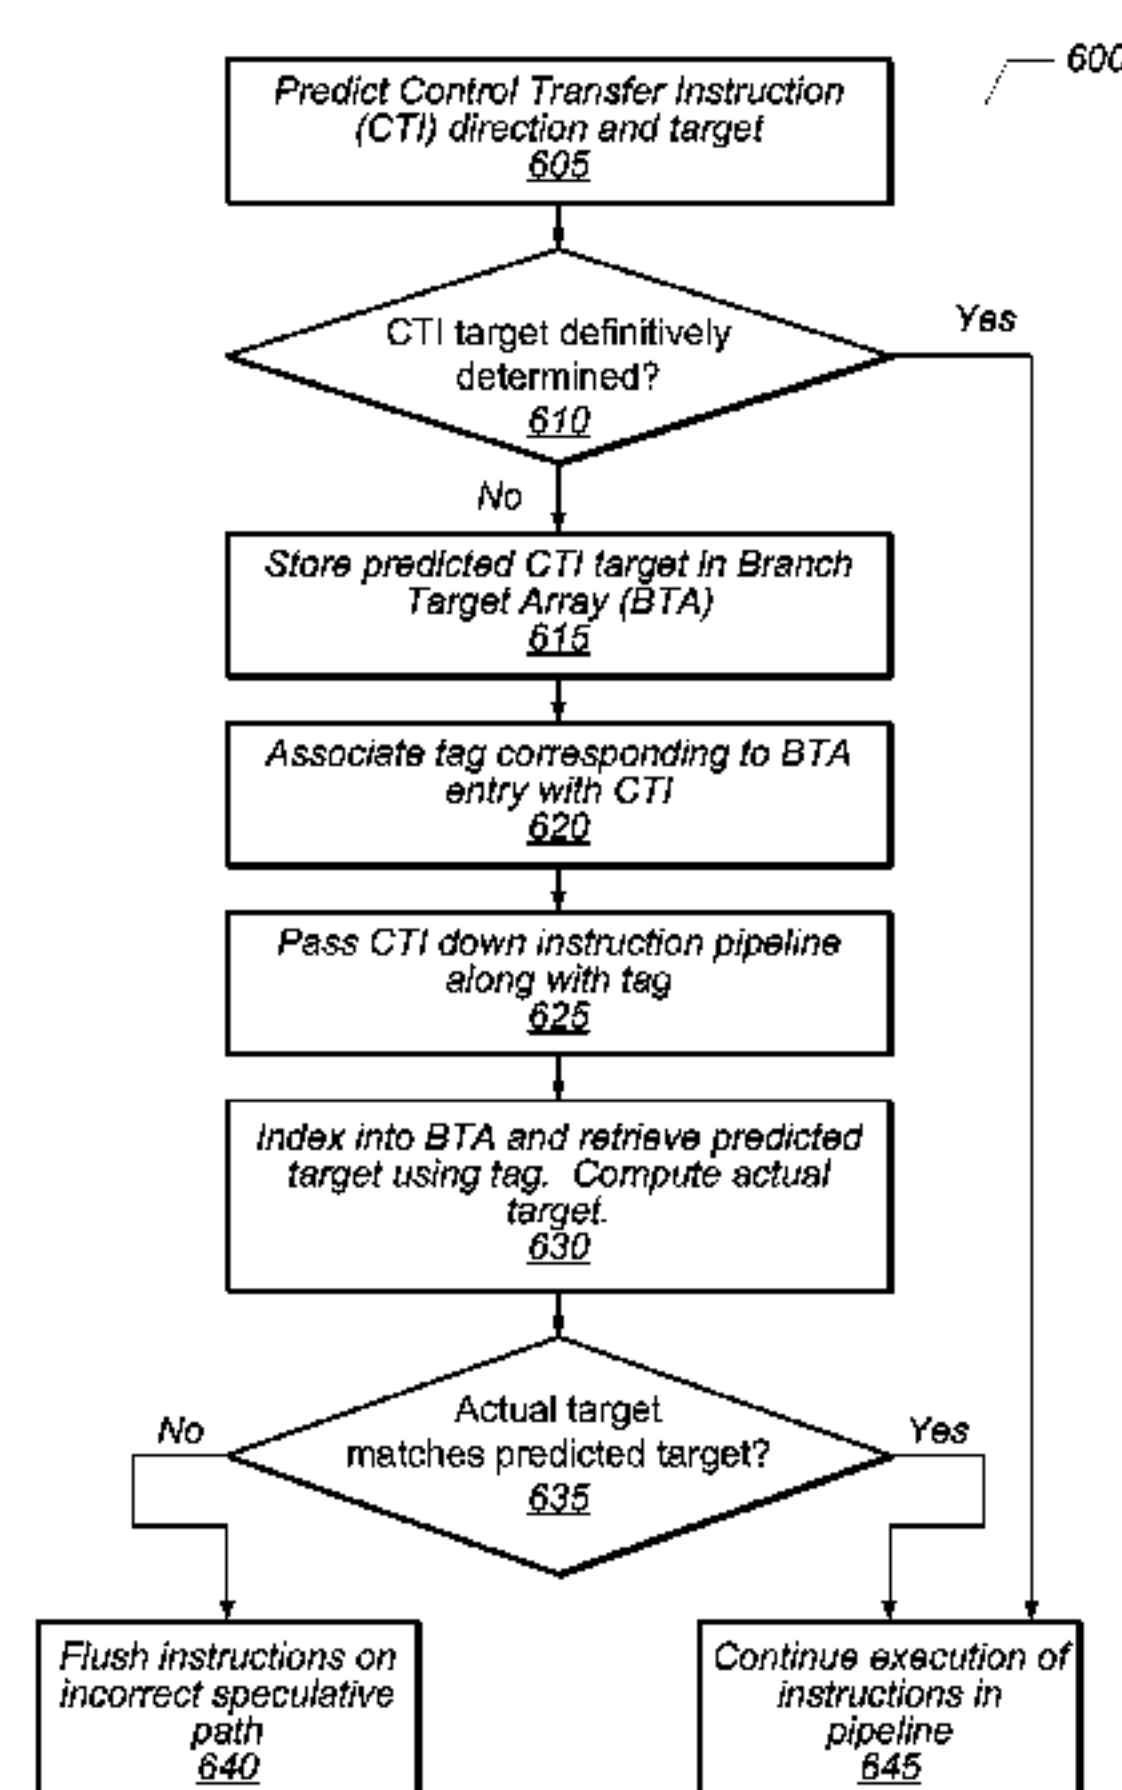 600
Predict Control Transfer Instruction
(CTI) direction and target
605
CTI target definitively
determined?
610
Yes
No
Store predicted CTI target in Branch
Target Array (BTA)
615
Associate tag corresponding to BTA
entry with CTI
620
Pass CTI down instruction pipeline
along with tag
625
Index into BTA and retrieve predicted
target using tag. Compute actual
target.
630
Actual target
matches predicted target?
635
No
Yes
Flush instructions on
incorrect speculative
path
640
Continue execution of
instructions in
pipeline
645